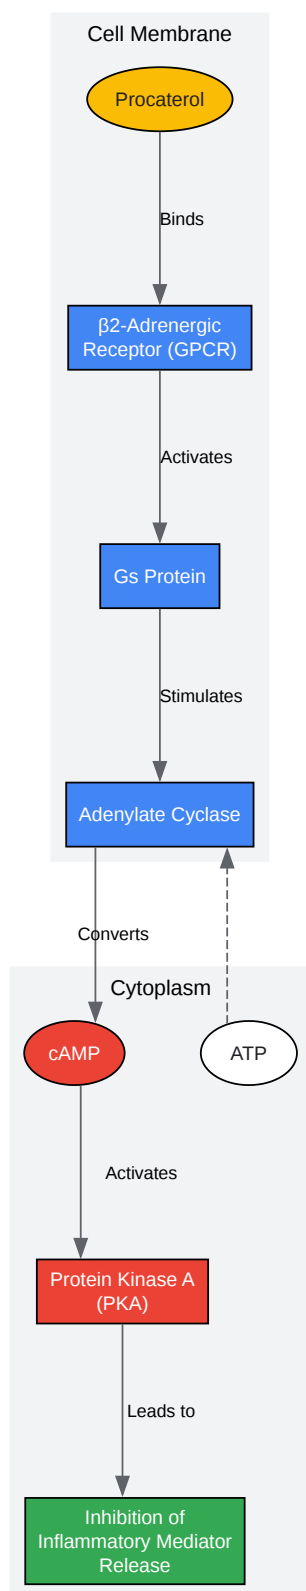 Cell Membrane
Procaterol
Binds
β2-Adrenergic
Receptor (GPCR)
Activates
Gs Protein
Stimulates
Adenylate Cyclase
Converts
Cytoplasm
cAMP
ATP
Activates
Protein Kinase A
(PKA)
Leads to
Inhibition of
Inflammatory Mediator
Release